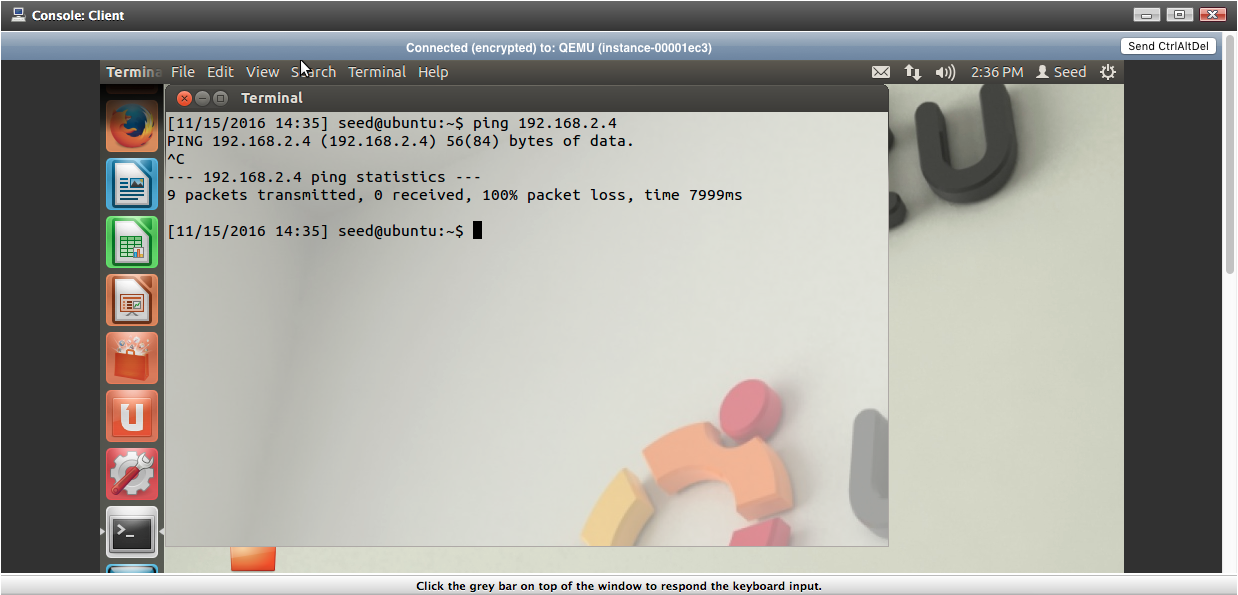 Console: Client
Connected (encrypted) to: QEMU (instance-00001ec3)
Send CtrlAltDel
Termina File Edit View Search Terminal Help 2:36 PM Seed
Terminal
[11/15/2016 14:35] seed@ubuntu:~$ ping 192.168.2.4
PING 192.168.2.4 (192.168.2.4) 56(84) bytes of data.
^C
--- 192.168.2.4 ping statistics ---
9 packets transmitted, 0 received, 100% packet loss, time 7999ms
[11/15/2016 14:35] seed@ubuntu:~$
Click the grey bar on top of the window to respond the keyboard input.